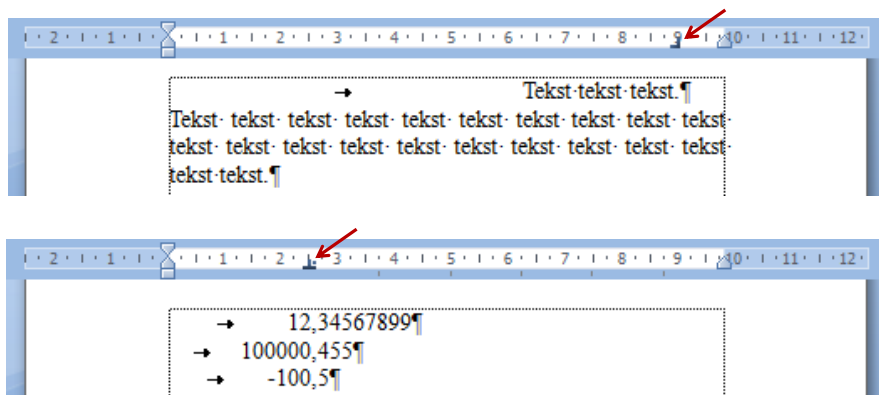 2 1 1 2 3 4 5 6 7 8 9 10 11 12
→ Tekst·tekst·tekst.¶
Tekst· tekst· tekst· tekst· tekst· tekst· tekst· tekst· tekst· tekst·
tekst· tekst· tekst· tekst· tekst· tekst· tekst· tekst· tekst· tekst·
tekst·tekst.¶
2 1 1 2 3 4 5 6 7 8 9 10 11 12
→ 12,34567899¶
→ 100000,455¶
→ -100,5¶